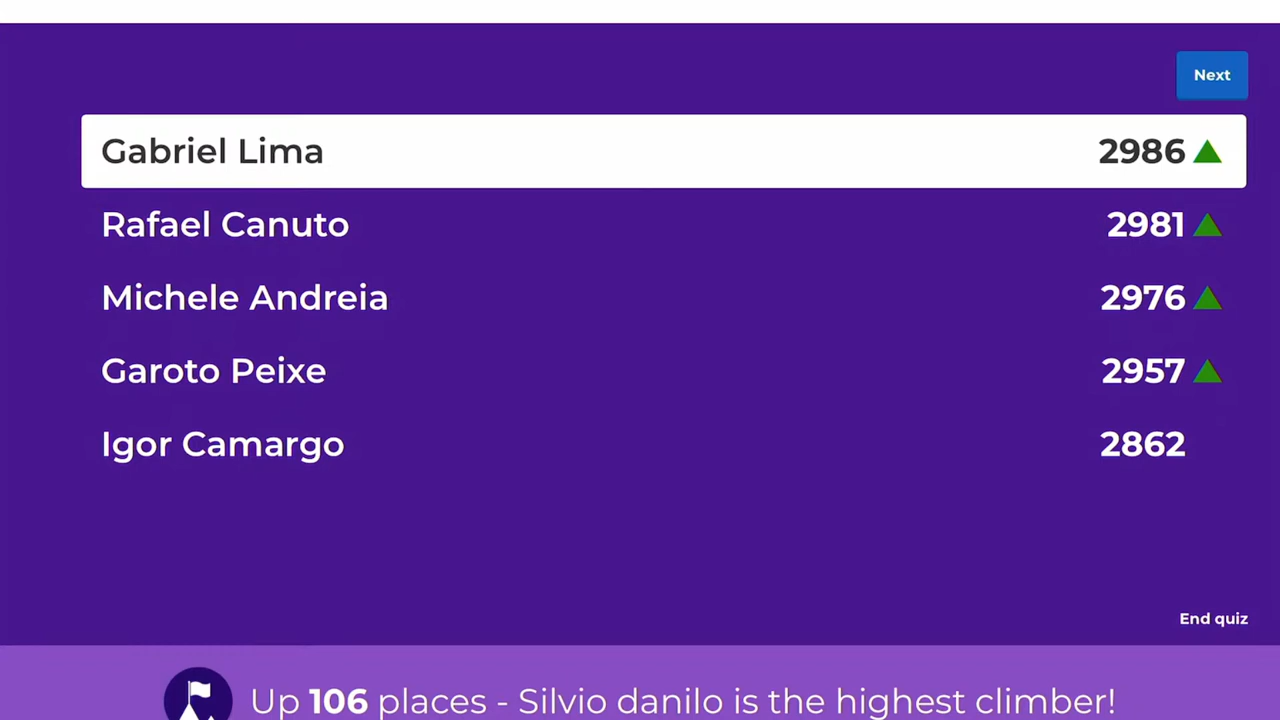 Next
Gabriel Lima 2986
Rafael Canuto 2981
Michele Andreia 2976
Garoto Peixe 2957
Igor Camargo 2862
End quiz
Up 106 places - Silvio danilo is the highest climber!